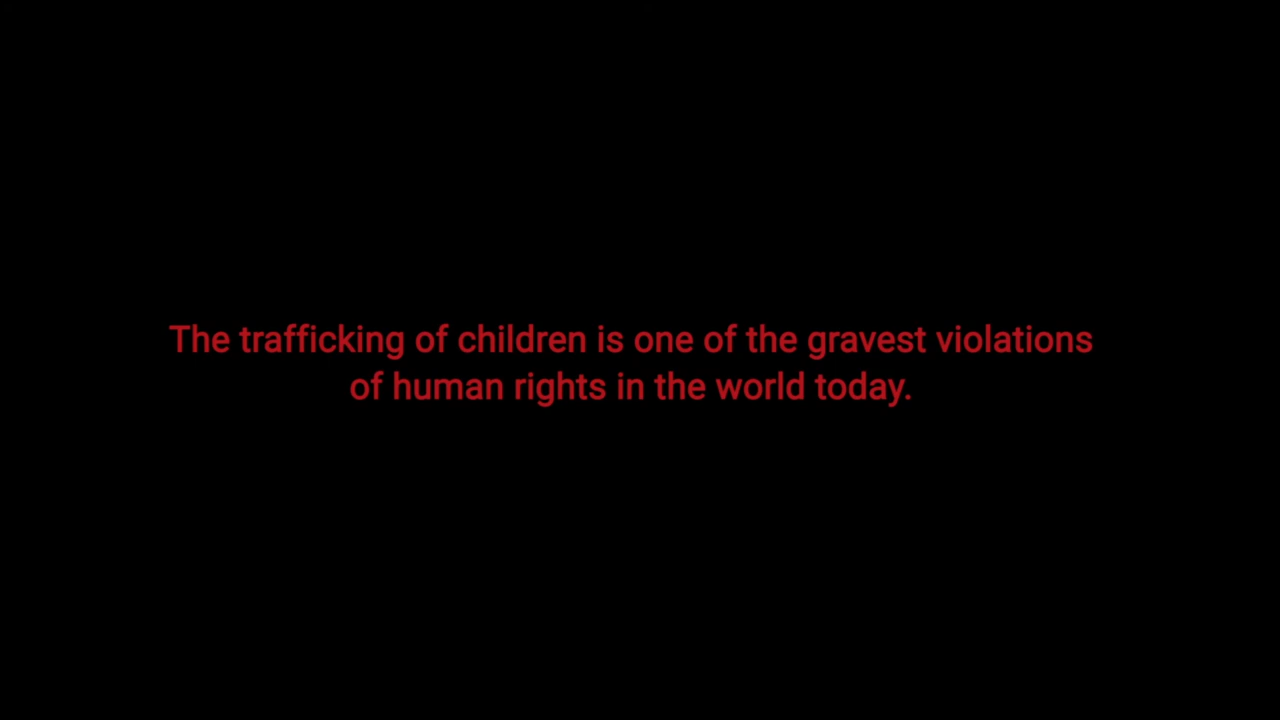 The trafficking of children is one of the gravest violations
of human rights in the world today.